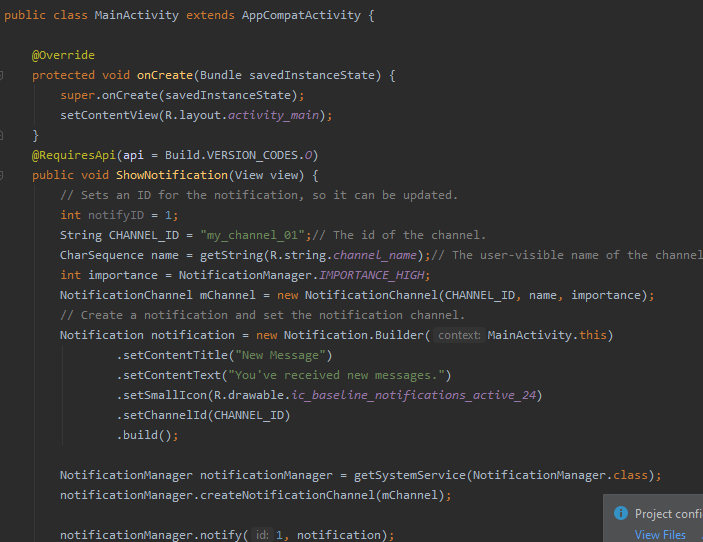 public class MainActivity extends AppCompatActivity {
@Override
protected void onCreate(Bundle savedInstanceState) {
super.onCreate(savedInstanceState);
setContentView(R.layout.activity_main);
}
@RequiresApi(api = Build.VERSION_CODES.O)
public void ShowNotification(View view) {
// Sets an ID for the notification, so it can be updated.
int notifyID = 1;
String CHANNEL_ID = "my_channel_01";// The id of the channel.
CharSequence name = getString(R.string.channel_name);// The user-visible name of the channel
int importance = NotificationManager.IMPORTANCE_HIGH;
NotificationChannel mChannel = new NotificationChannel(CHANNEL_ID, name, importance);
// Create a notification and set the notification channel.
Notification notification = new Notification.Builder( context: MainActivity.this)
.setContentTitle("New Message")
.setContentText("You've received new messages.")
.setSmallIcon(R.drawable.ic_baseline_notifications_active_24)
.setChannelId(CHANNEL_ID)
.build();
NotificationManager notificationManager = getSystemService(NotificationManager.class);
notificationManager.createNotificationChannel(mChannel);
notificationManager.notify( id: 1, notification);
Project confi
View Files